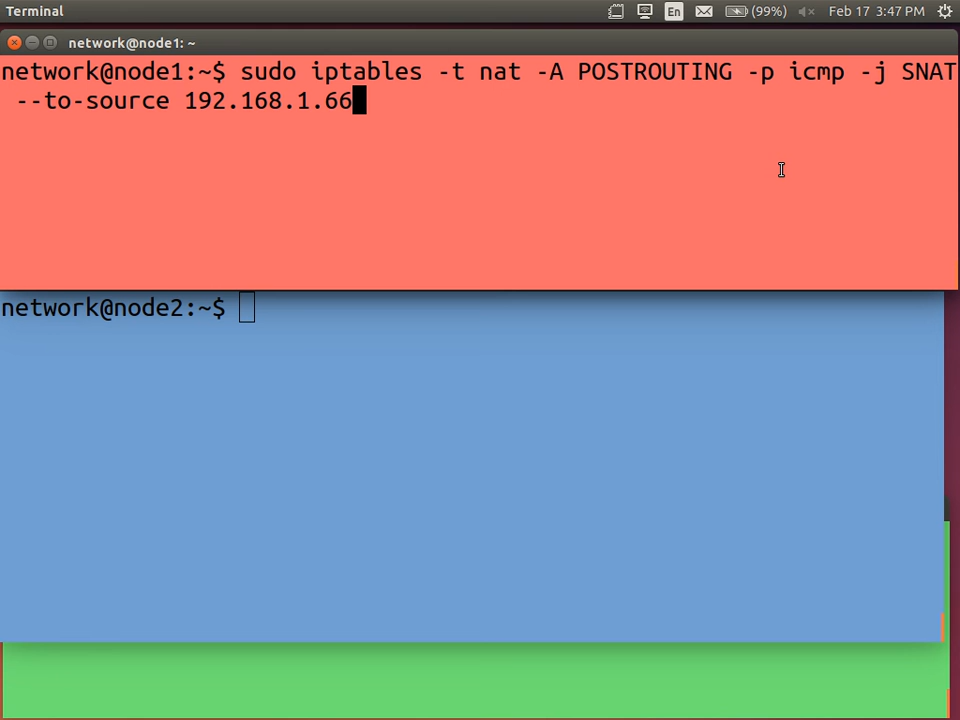 Terminal
En
(99%)
Feb 17 3:47 PM
network@node1: ~
network@node1:~$ sudo iptables -t nat -A POSTROUTING -p icmp -j SNAT
--to-source 192.168.1.66
network@node2:~$